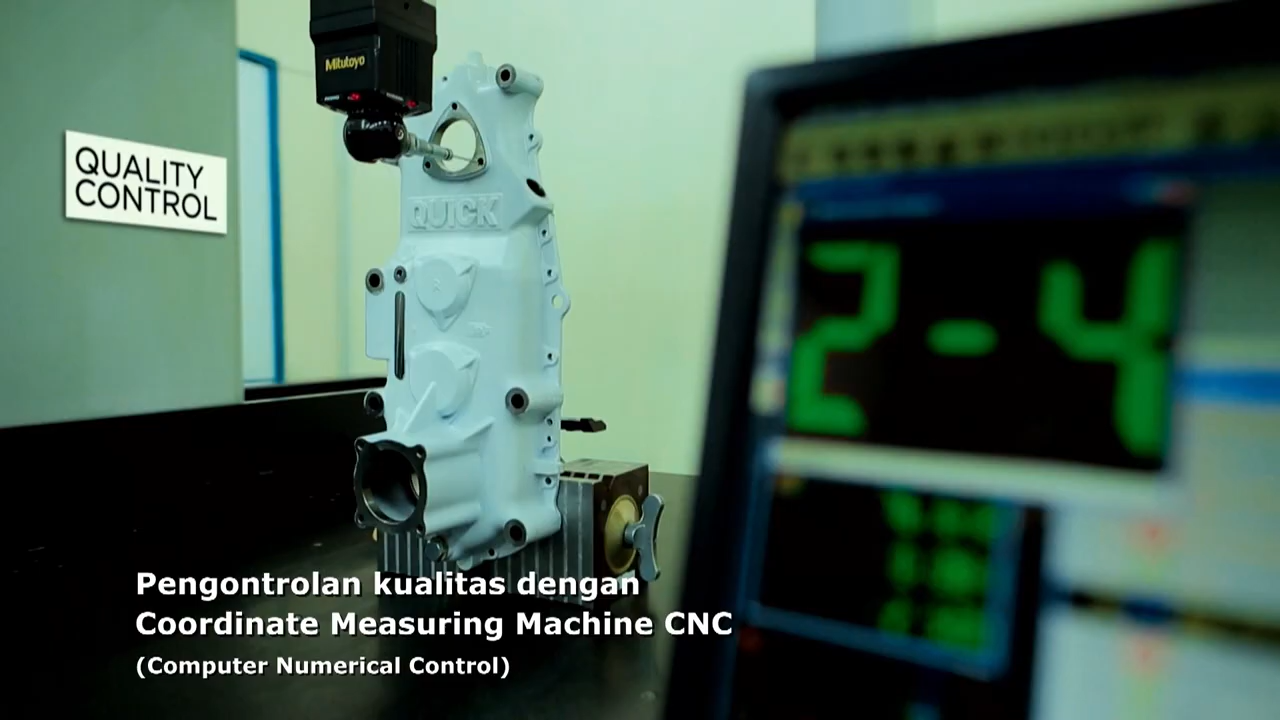 Mitutoyo
QUALITY
CONTROL
QUICK
2-4
Pengontrolan kualitas dengan
Coordinate Measuring Machine CNC
(Computer Numerical Control)